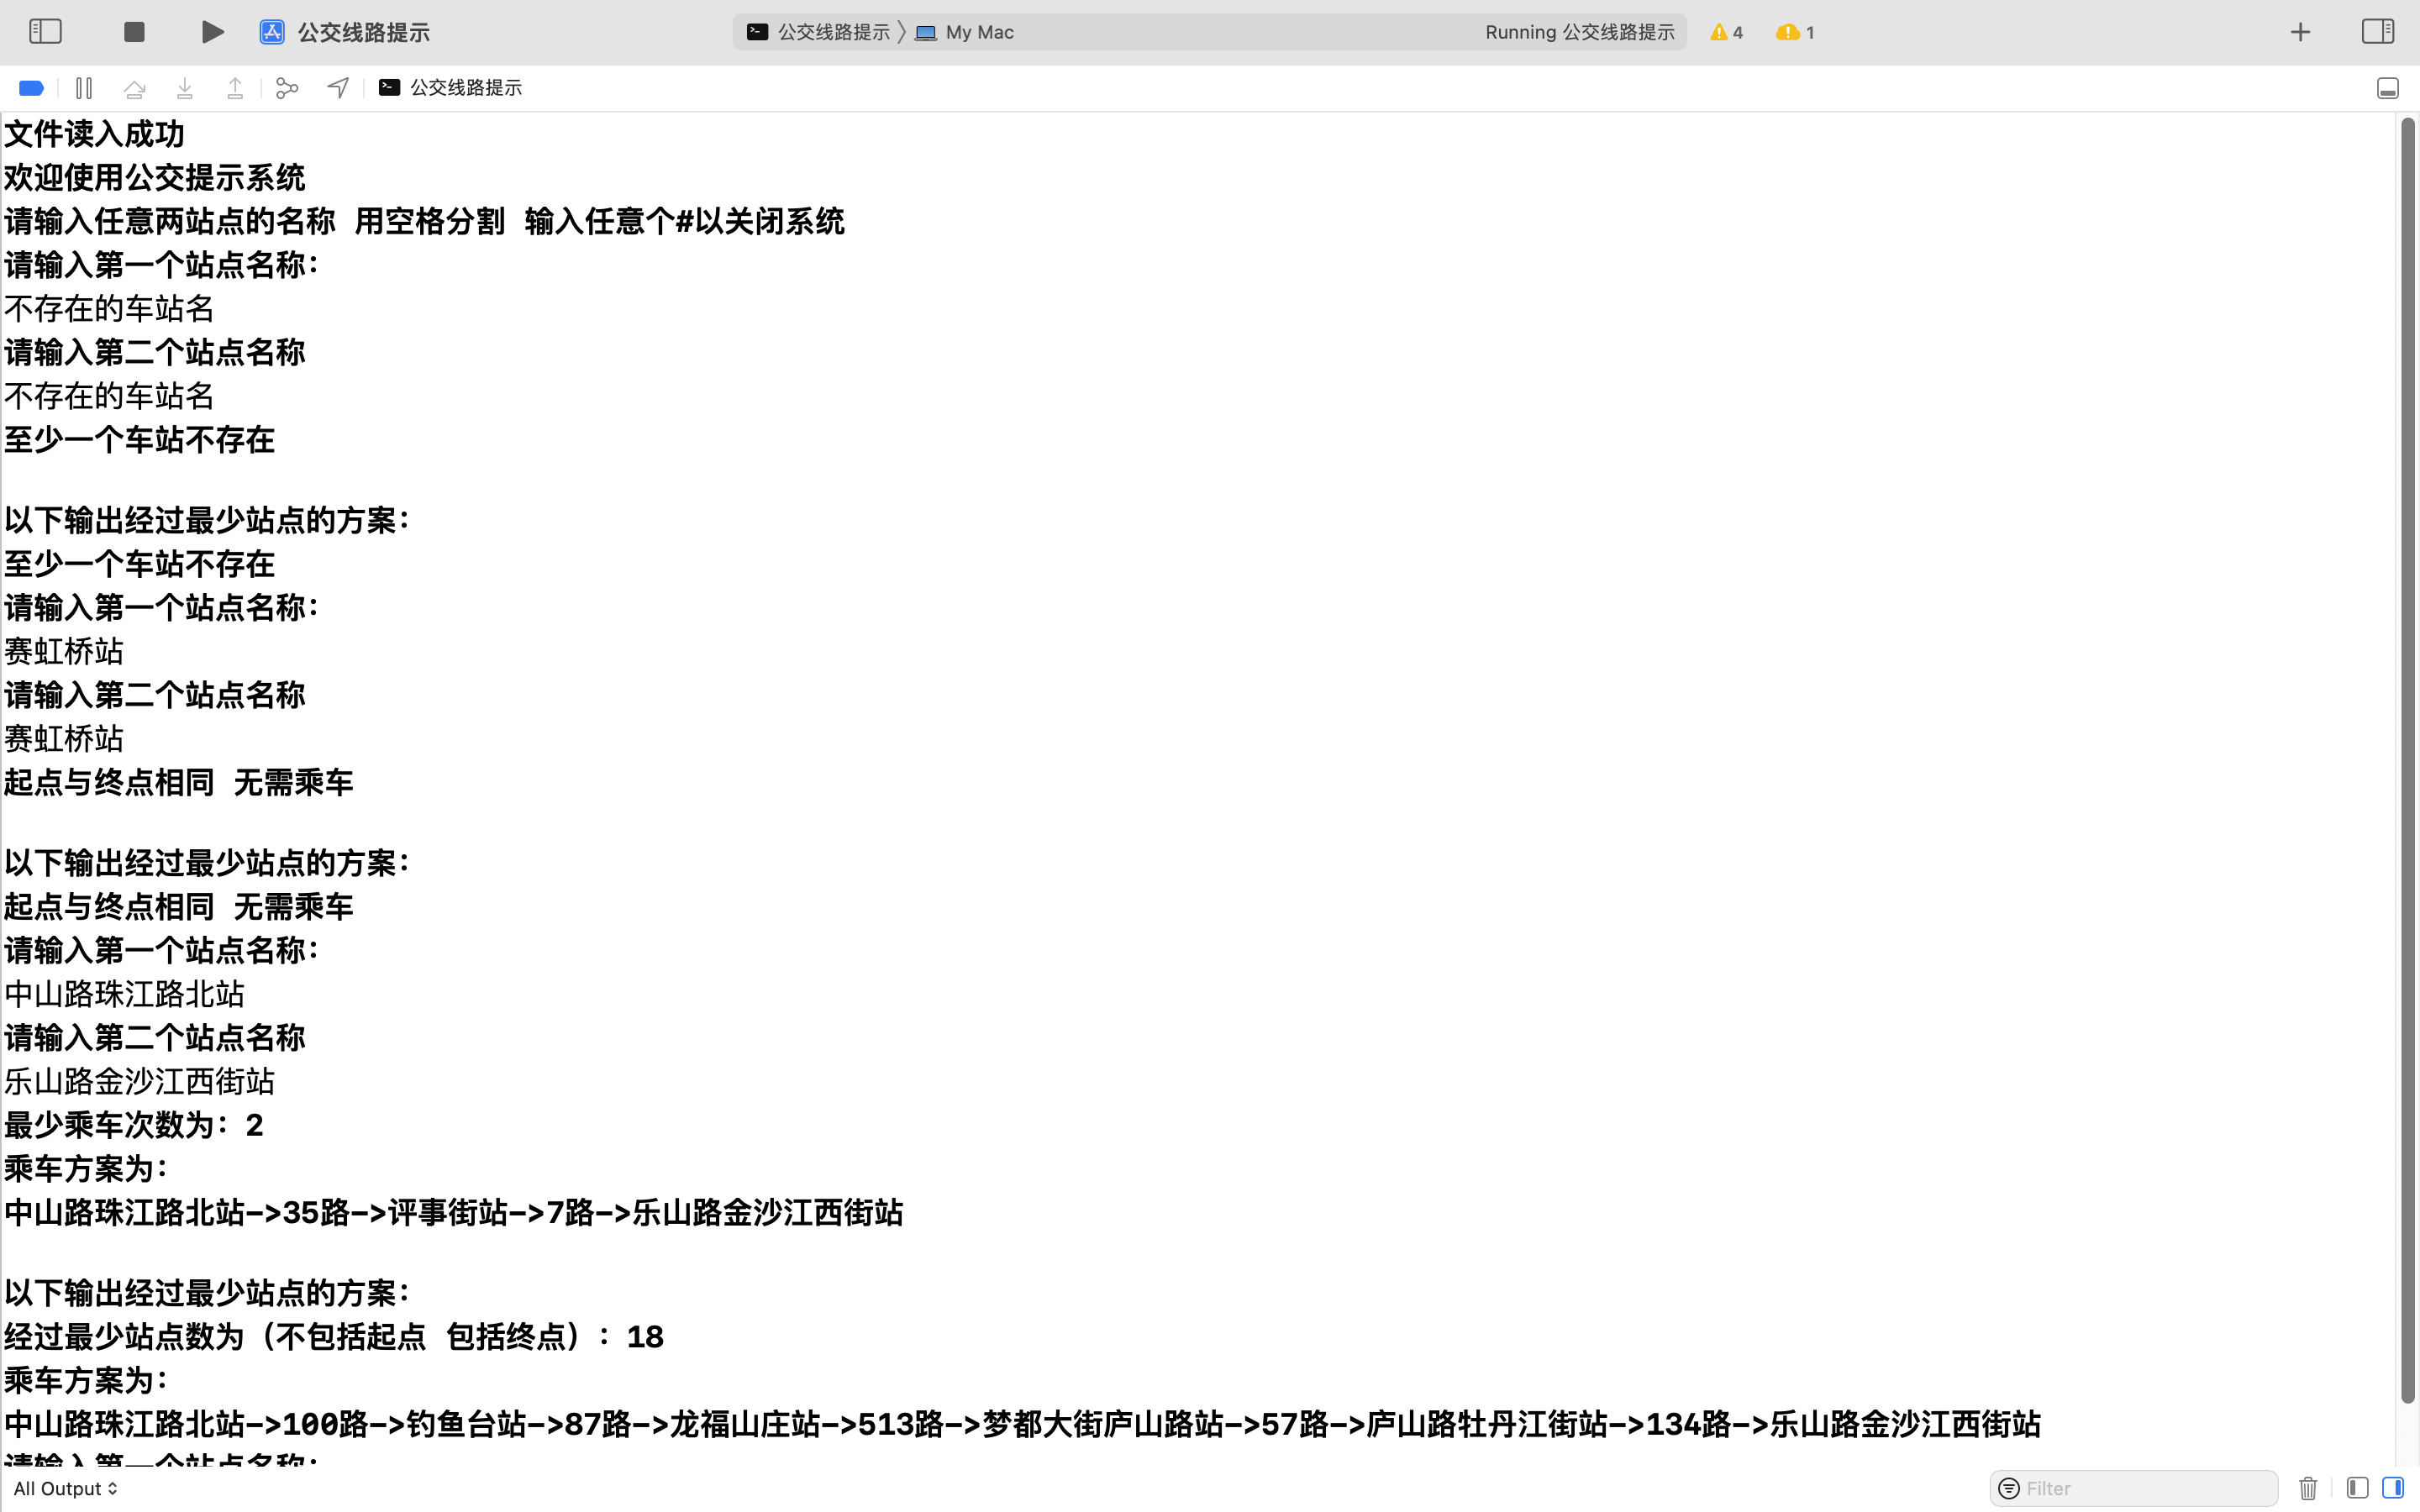 公交线路提示
公交线路提示 〉 My Mac
Running 公交线路提示
4
1
公交线路提示
文件读入成功
欢迎使用公交提示系统
请输入任意两站点的名称 用空格分割 输入任意个#以关闭系统
请输入第一个站点名称：
不存在的车站名
请输入第二个站点名称
不存在的车站名
至少一个车站不存在
以下输出经过最少站点的方案：
至少一个车站不存在
请输入第一个站点名称：
赛虹桥站
请输入第二个站点名称
赛虹桥站
起点与终点相同 无需乘车
以下输出经过最少站点的方案：
起点与终点相同 无需乘车
请输入第一个站点名称：
中山路珠江路北站
请输入第二个站点名称
乐山路金沙江西街站
最少乘车次数为：2
乘车方案为：
中山路珠江路北站->35路->评事街站->7路->乐山路金沙江西街站
以下输出经过最少站点的方案：
经过最少站点数为（不包括起点 包括终点）：18
乘车方案为：
中山路珠江路北站->100路->钓鱼台站->87路->龙福山庄站->513路->梦都大街庐山路站->57路->庐山路牡丹江街站->134路->乐山路金沙江西街站
请输入第一个站点名称：
All Output
Filter